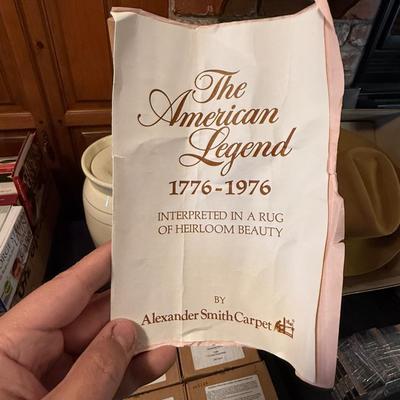 The
American
Legend
1776-1976
INTERPRETED IN A RUG
OF HEIRLOOM BEAUTY
BY
Alexander Smith Carpet